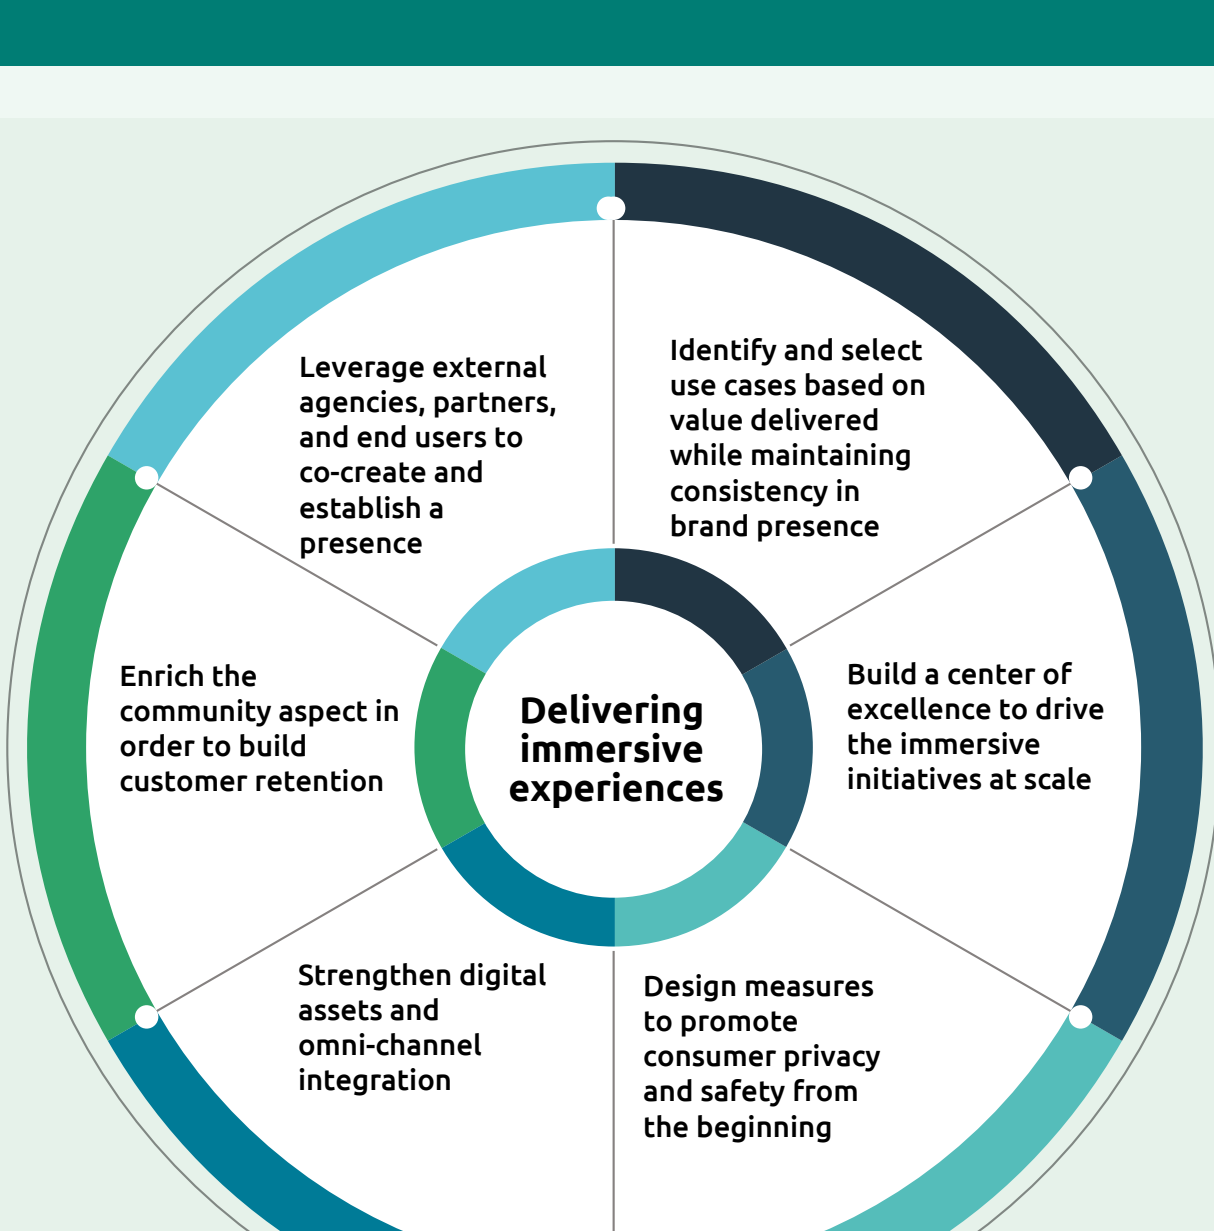 Leverage external
agencies, partners,
and end users to
co-create and
establish a
presence
Identify and select
use cases based on
value delivered
while maintaining
consistency in
brand presence
Enrich the
community aspect in
order to build
customer retention
Delivering
immersive
experiences
Build a center of
excellence to drive
the immersive
initiatives at scale
Strengthen digital
assets and
omni-channel
integration
Design measures
to promote
consumer privacy
and safety from
the beginning